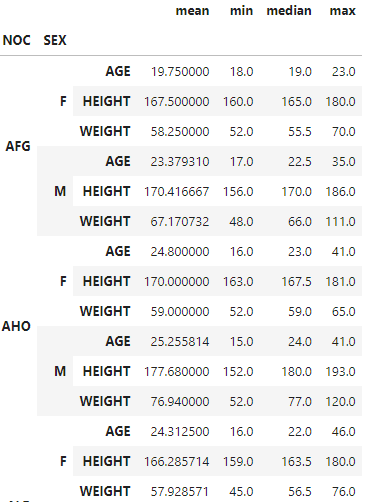 mean min median max
NOC SEX
AGE 19.750000 18.0 19.0 23.0
F HEIGHT 167.500000 160.0 165.0 180.0
WEIGHT 58.250000 52.0 55.5 70.0
AFG
AGE 23.379310 17.0 22.5 35.0
M HEIGHT 170.416667 156.0 170.0 186.0
WEIGHT 67.170732 48.0 66.0 111.0
AGE 24.800000 16.0 23.0 41.0
F HEIGHT 170.000000 163.0 167.5 181.0
WEIGHT 59.000000 52.0 59.0 65.0
AHO
AGE 25.255814 15.0 24.0 41.0
M HEIGHT 177.680000 152.0 180.0 193.0
WEIGHT 76.940000 52.0 77.0 120.0
AGE 24.312500 16.0 22.0 46.0
F HEIGHT 166.285714 159.0 163.5 180.0
WEIGHT 57.928571 45.0 56.5 76.0